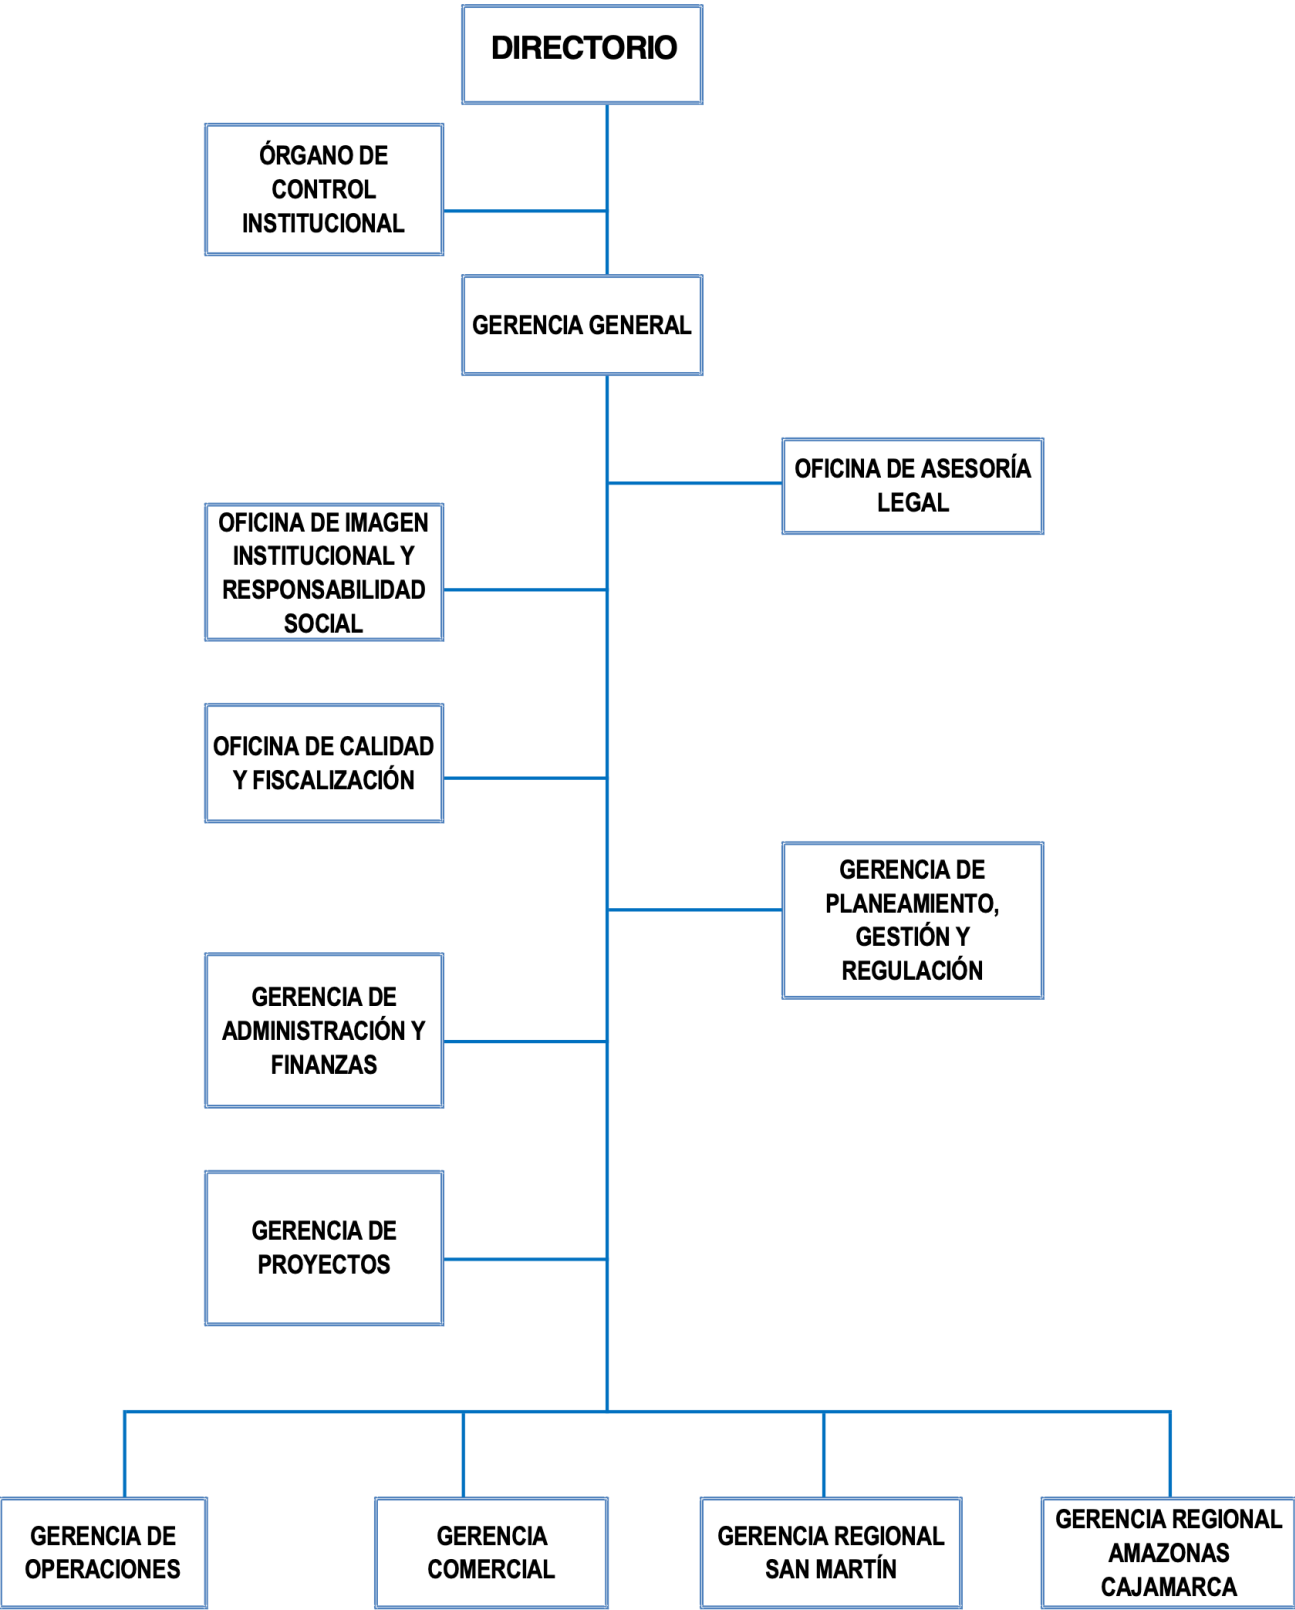 DIRECTORIO
ÓRGANO DE
CONTROL
INSTITUCIONAL
GERENCIA GENERAL
OFICINA DE ASESORÍA
LEGAL
OFICINA DE IMAGEN
INSTITUCIONAL Y
RESPONSABILIDAD
SOCIAL
OFICINA DE CALIDAD
Y FISCALIZACIÓN
GERENCIA DE
PLANEAMIENTO,
GESTIÓN Y
REGULACIÓN
GERENCIA DE
ADMINISTRACIÓN Y
FINANZAS
GERENCIA DE
PROYECTOS
GERENCIA DE
OPERACIONES
GERENCIA
COMERCIAL
GERENCIA REGIONAL
SAN MARTÍN
GERENCIA REGIONAL
AMAZONAS
CAJAMARCA